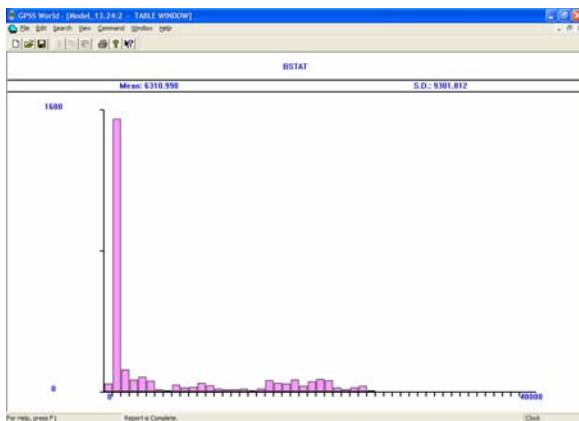 GPSS World - [Model_13.24:2 - TABLE WINDOW]
File Edit Search View Command Window Help
BSTAT
Mean: 6310.990 S.D.: 9301.812
1600
0
0 40000
For Help, press F1 Report is Complete. Clock